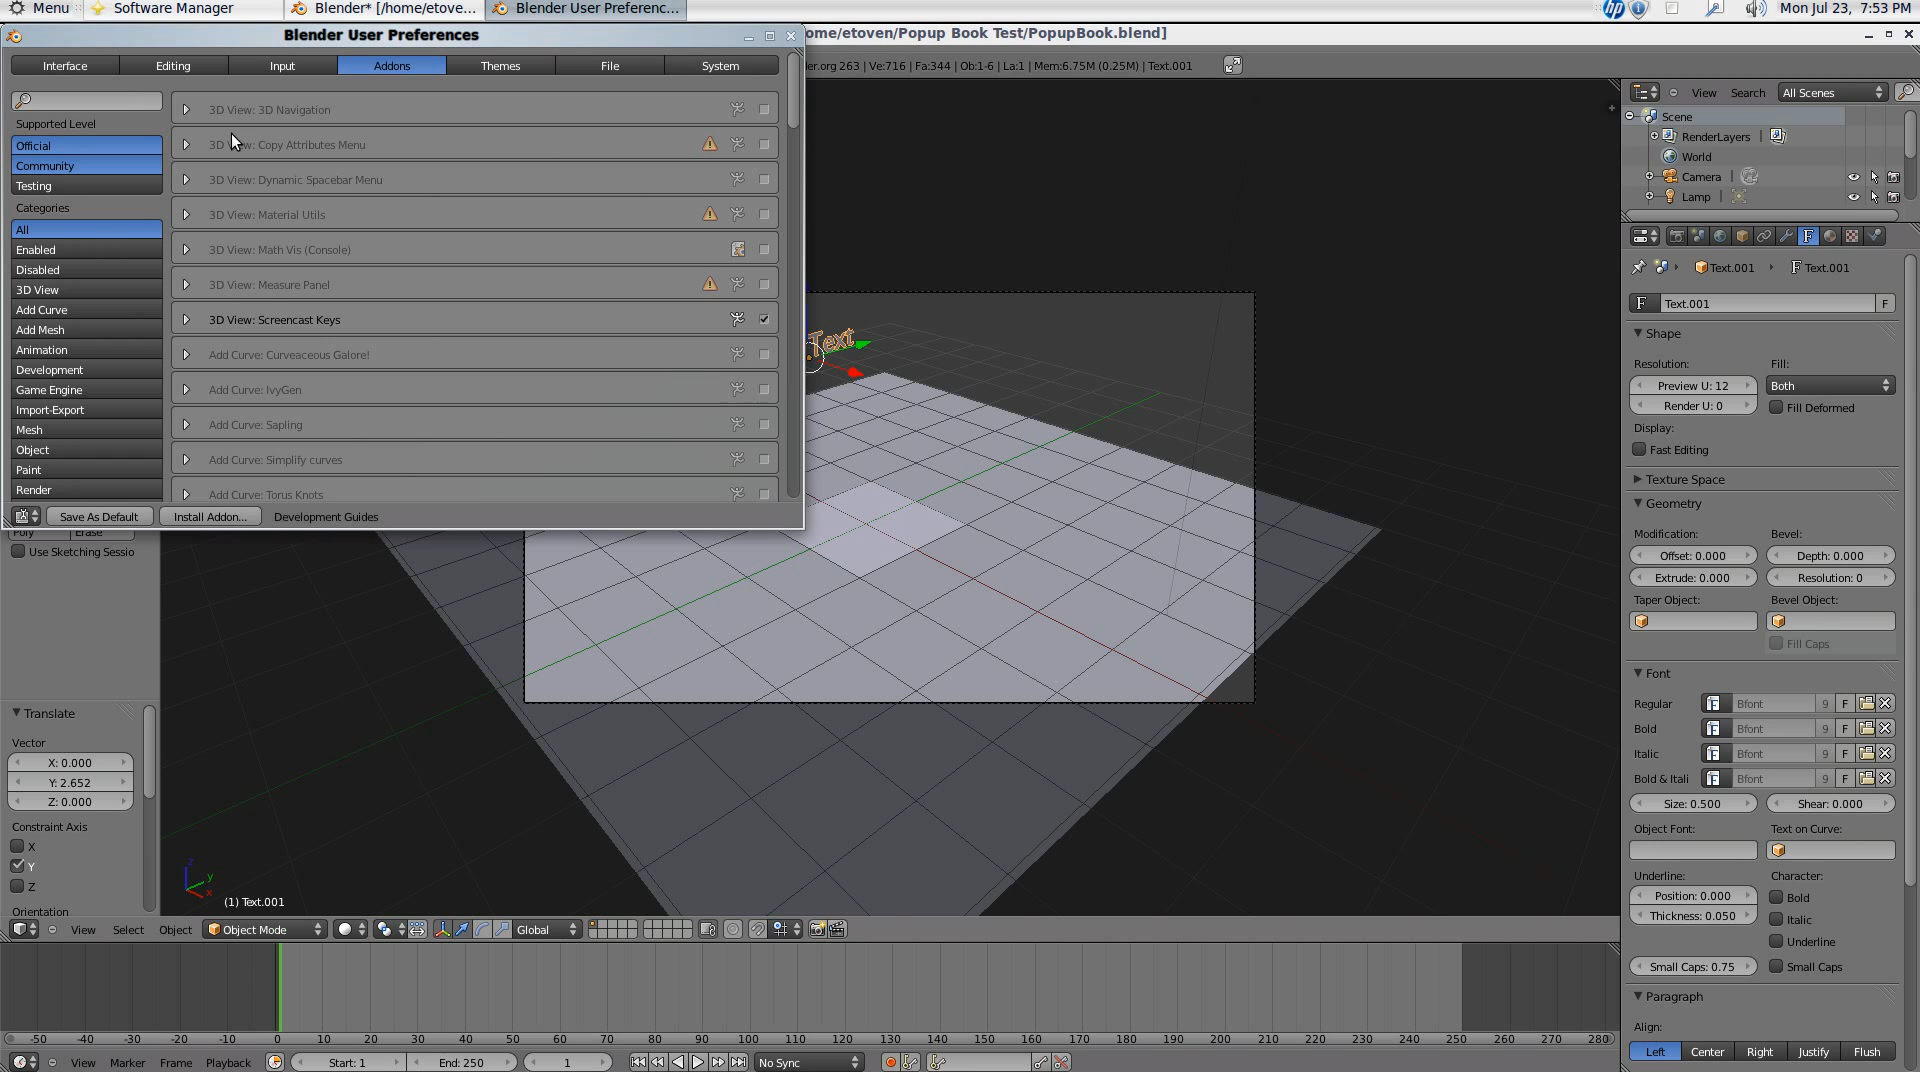 Menu Software Manager Blender* [/home/etove... Blender User Preferenc... Mon Jul 23, 7:53 PM
Blender User Preferences
ome/etoven/Popup Book Test/PopupBook.blend]
Interface Editing Input Addons Themes File System
er.org 263 | Ve:716 | Fa:344 | Ob:1-6 | La:1 | Mem:6.75M (0.25M) | Text.001
Supported Level
Official
Community
Testing
Categories
All
Enabled
Disabled
3D View
Add Curve
Add Mesh
Animation
Development
Game Engine
Import-Export
Mesh
Object
Paint
Render
3D View: 3D Navigation
3D View: Copy Attributes Menu
3D View: Dynamic Spacebar Menu
3D View: Material Utils
3D View: Math Vis (Console)
3D View: Measure Panel
3D View: Screencast Keys
Add Curve: Curveaceous Galore!
Add Curve: IvyGen
Add Curve: Sapling
Add Curve: Simplify curves
Add Curve: Torus Knots
Save As Default Install Addon... Development Guides
Poly Erase
Use Sketching Sessio
Translate
Vector
X: 0.000
Y: 2.652
Z: 0.000
Constraint Axis
X
Y
Z
Orientation
Text
z
y
x
(1) Text.001
View Select Object Object Mode Global
-50 -40 -30 -20 -10 0 10 20 30 40 50 60 70 80 90 100 110 120 130 140 150 160 170 180 190 200 210 220 230 240 250 260 270 280
View Marker Frame Playback Start: 1 End: 250 1 No Sync
View Search All Scenes
Scene
RenderLayers
World
Camera
Lamp
Text.001 F Text.001
F Text.001 F
Shape
Resolution: Fill:
Preview U: 12 Both
Render U: 0 Fill Deformed
Display:
Fast Editing
Texture Space
Geometry
Modification: Bevel:
Offset: 0.000 Depth: 0.000
Extrude: 0.000 Resolution: 0
Taper Object: Bevel Object:
Fill Caps
Font
Regular Bfont 9 F
Bold Bfont 9 F
Italic Bfont 9 F
Bold & Itali Bfont 9 F
Size: 0.500 Shear: 0.000
Object Font: Text on Curve:
Underline: Character:
Position: 0.000 Bold
Thickness: 0.050 Italic
Underline
Small Caps: 0.75 Small Caps
Paragraph
Align:
Left Center Right Justify Flush